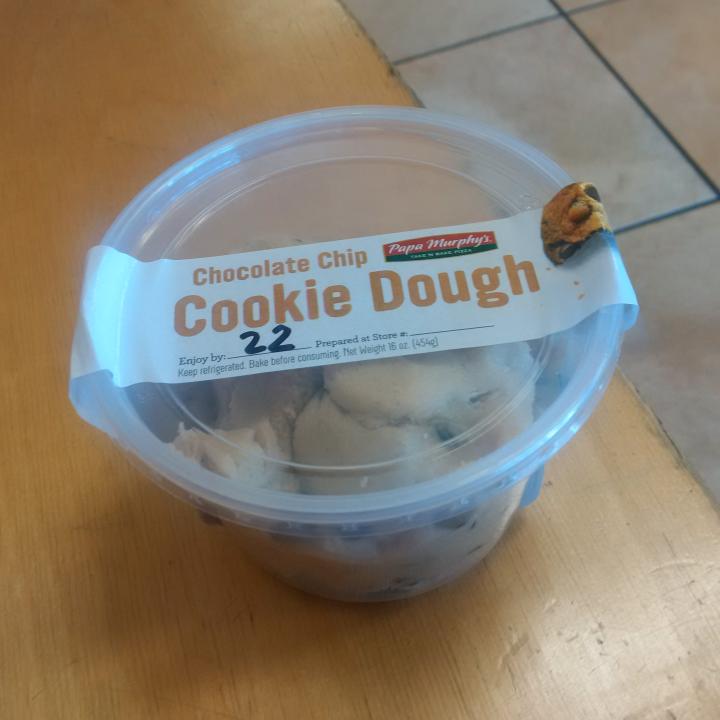 Papa Murphy's
TAKE 'N' BAKE PIZZA
Chocolate Chip
Cookie Dough
Enjoy by: 22 Prepared at Store #:
Keep refrigerated. Bake before consuming. Net Weight 16 oz. (454g)